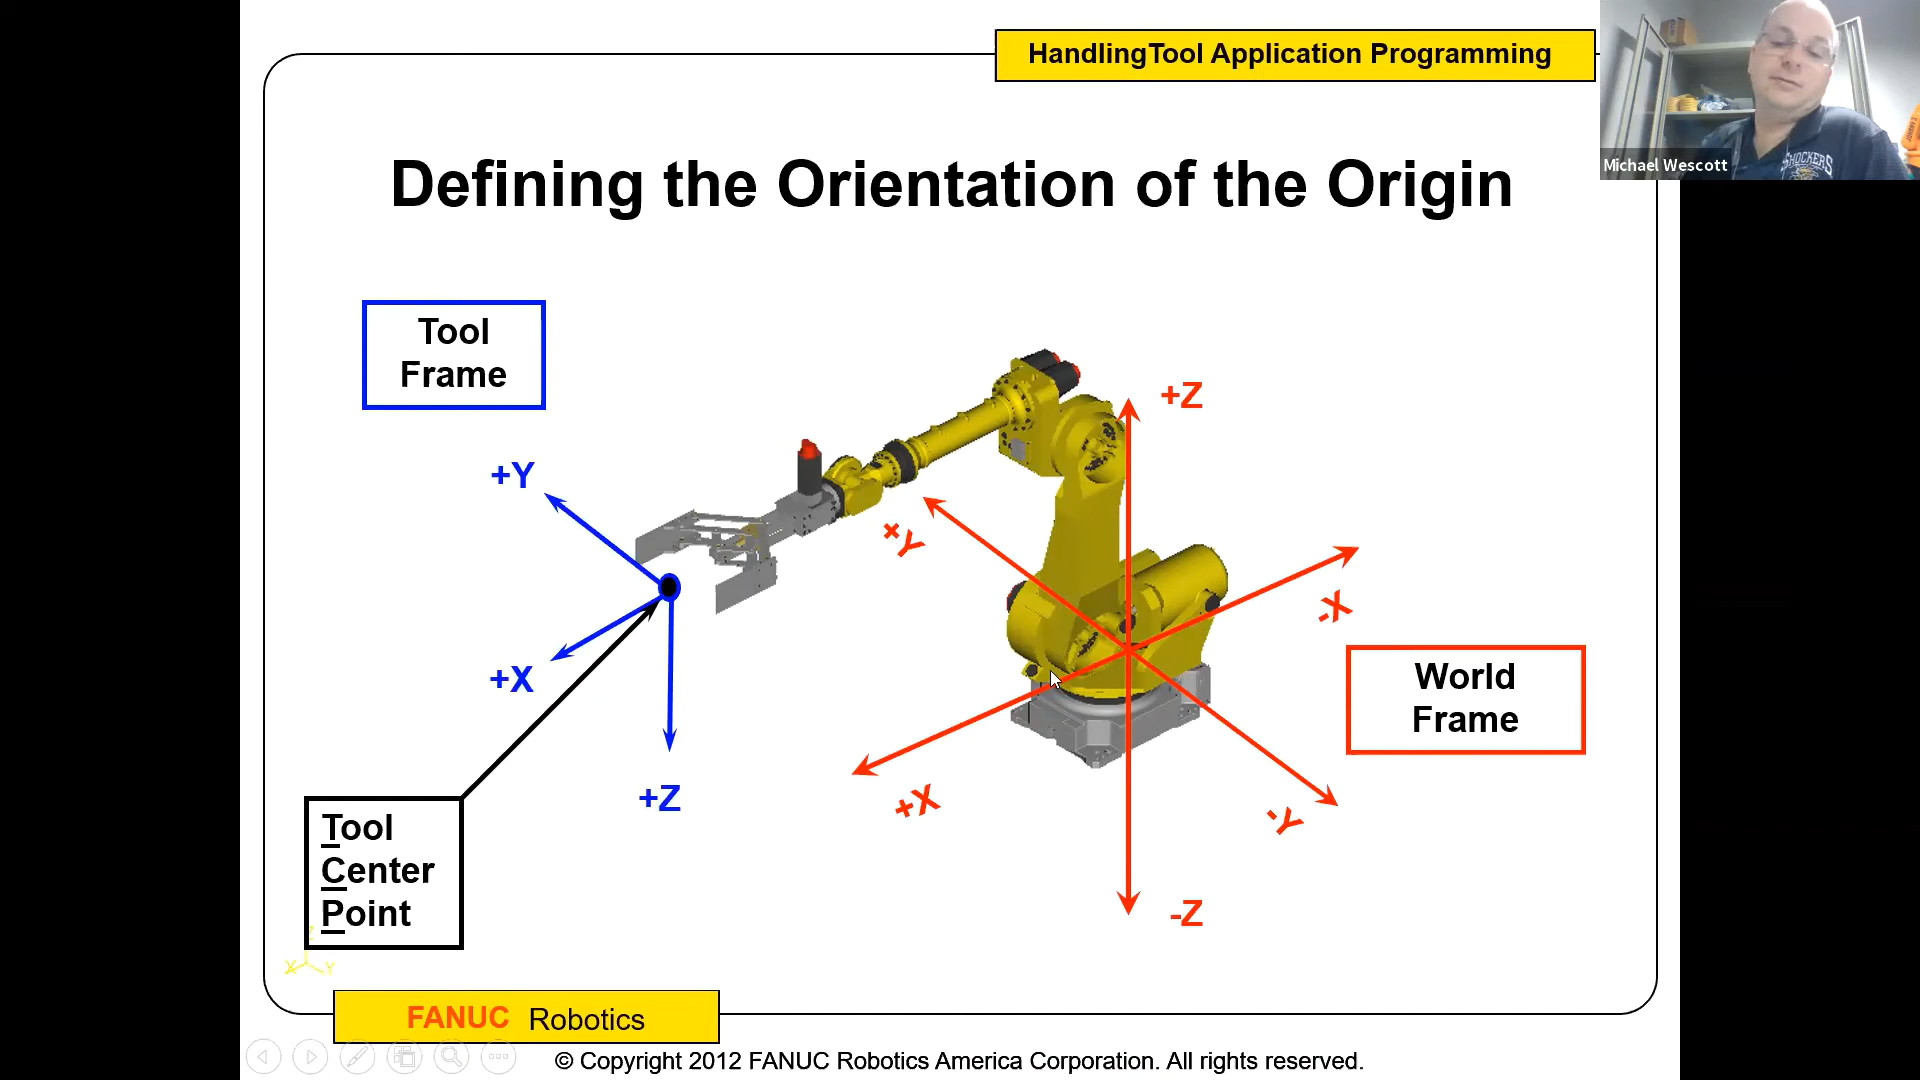 HandlingTool Application Programming
Michael Wescott
SHOCKERS
Defining the Orientation of the Origin
Tool
Frame
+Z
+Y
+Y
-X
+X
World
Frame
+Z
+X
-Y
Tool
Center
Point
-Z
Z
X Y
FANUC Robotics
© Copyright 2012 FANUC Robotics America Corporation. All rights reserved.